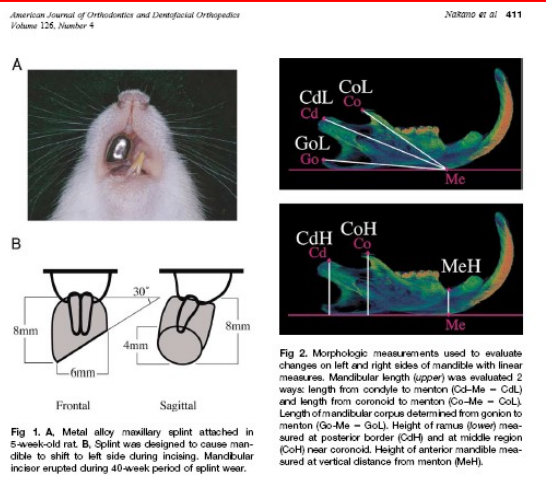 American Journal of Orthodontics and Dentofacial Orthopedics
Volume 126, Number 4
Nakano et al 411
A
B
30°
8mm
6mm
4mm
8mm
Frontal
Sagittal
Fig 1. A, Metal alloy maxillary splint attached in
5-week-old rat. B, Splint was designed to cause man-
dible to shift to left side during incising. Mandibular
incisor erupted during 40-week period of splint wear.
CdL
CoL
Cd
Co
GoL
Go
Me
CdH
CoH
Cd
Co
MeH
Me
Fig 2. Morphologic measurements used to evaluate
changes on left and right sides of mandible with linear
measures. Mandibular length (upper) was evaluated 2
ways: length from condyle to menton (Cd–Me = CdL)
and length from coronoid to menton (Co–Me = CoL).
Length of mandibular corpus determined from gonion to
menton (Go-Me = GoL). Height of ramus (lower) mea-
sured at posterior border (CdH) and at middle region
(CoH) near coronoid. Height of anterior mandible mea-
sured at vertical distance from menton (MeH).